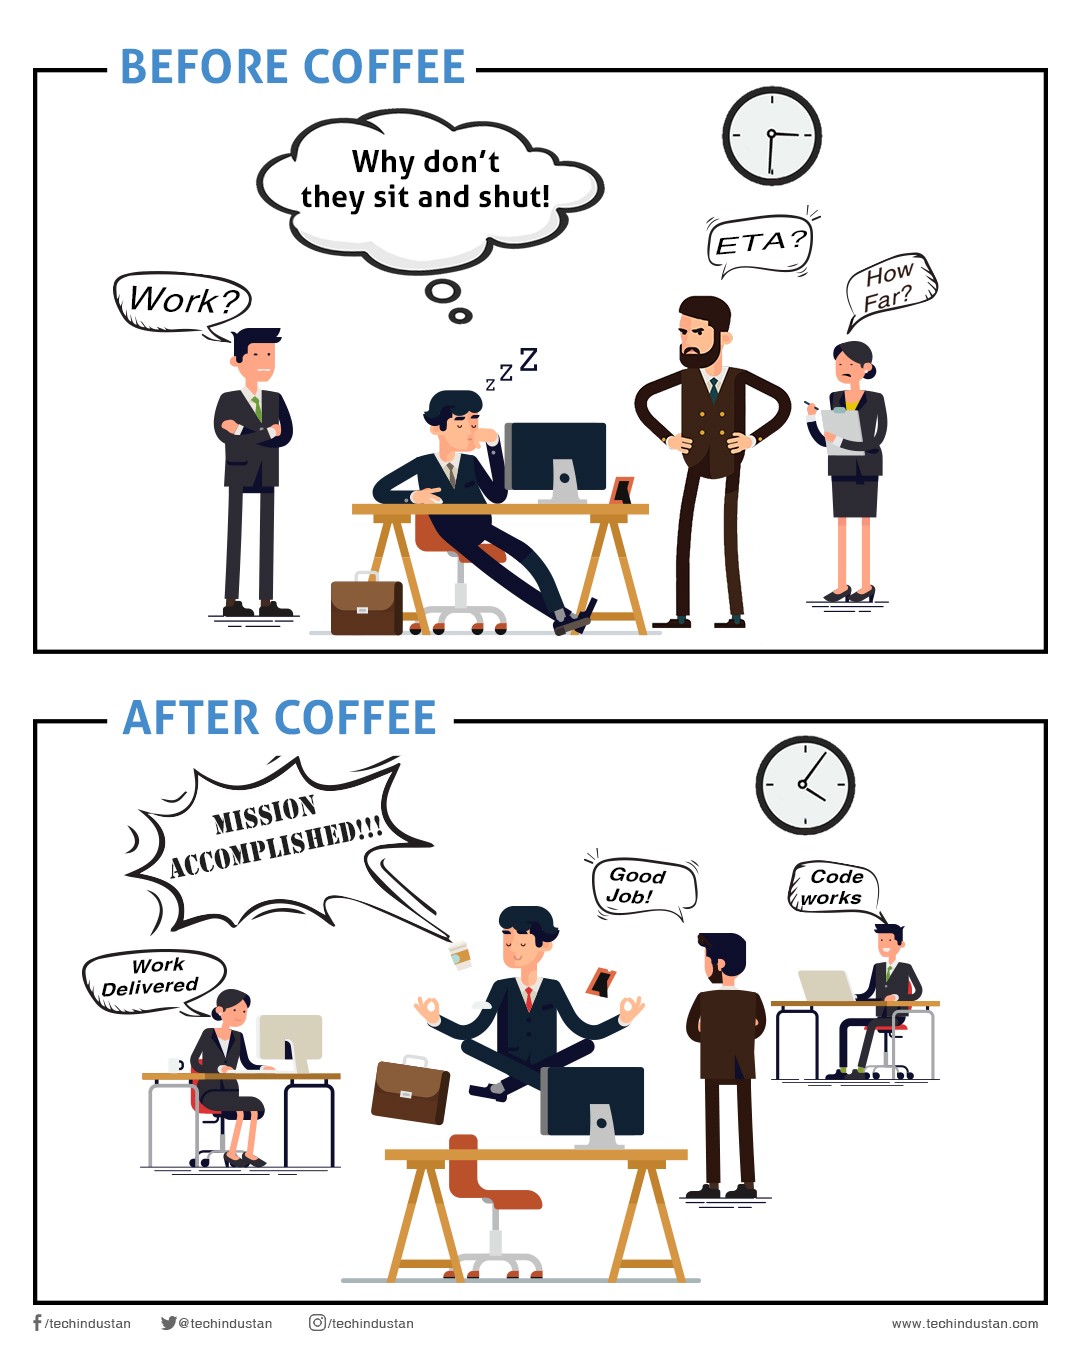 BEFORE COFFEE
Why don't
they sit and shut!
ETA?
How
Far?
Work?
z z Z
AFTER COFFEE
MISSION
ACCOMPLISHED!!!
Good
Job!
Code
works
Work
Delivered
/techindustan
@techindustan
/techindustan
www.techindustan.com